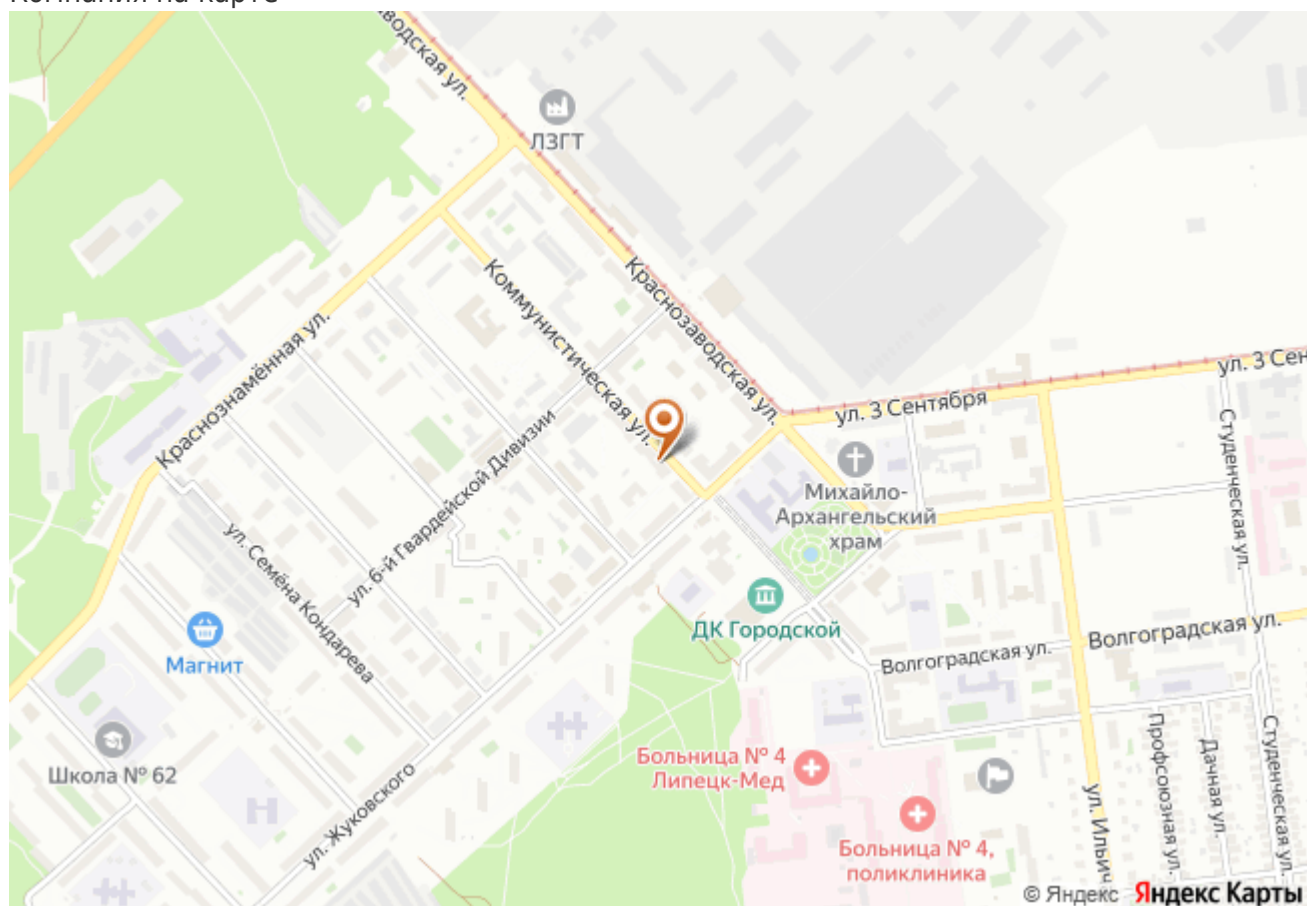 Компания на карте
водская ул.
ЛЗГТ
Коммунистическая ул.
Краснозаводская ул.
Краснознамённая ул.
ул. 3 Сентября
ул. 3 Сен
Студенческая ул.
ул. 6-й Гвардейской Дивизии
Михайло-
Архангельский
храм
ул. Семёна Кондарева
ДК Городской
Магнит
Волгоградская ул.
Волгоградская ул.
Школа № 62
ул. Жуковского
Больница № 4
Липецк-Мед
Больница № 4,
поликлиника
ул. Ильич
Профсоюзная ул.
Дачная ул.
Студенческая ул.
© Яндекс Яндекс Карты